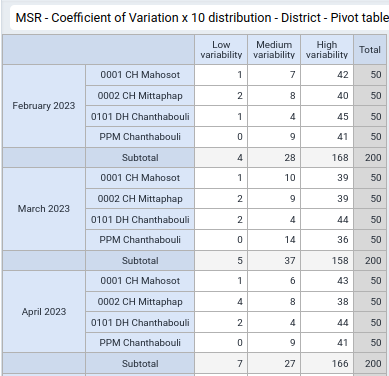 MSR - Coefficient of Variation x 10 distribution - District - Pivot table
Low variability Medium variability High variability Total
February 2023 0001 CH Mahosot 1 7 42 50
0002 CH Mittaphap 2 8 40 50
0101 DH Chanthabouli 1 4 45 50
PPM Chanthabouli 0 9 41 50
Subtotal 4 28 168 200
March 2023 0001 CH Mahosot 1 10 39 50
0002 CH Mittaphap 2 9 39 50
0101 DH Chanthabouli 2 4 44 50
PPM Chanthabouli 0 14 36 50
Subtotal 5 37 158 200
April 2023 0001 CH Mahosot 1 6 43 50
0002 CH Mittaphap 4 8 38 50
0101 DH Chanthabouli 2 4 44 50
PPM Chanthabouli 0 9 41 50
Subtotal 7 27 166 200